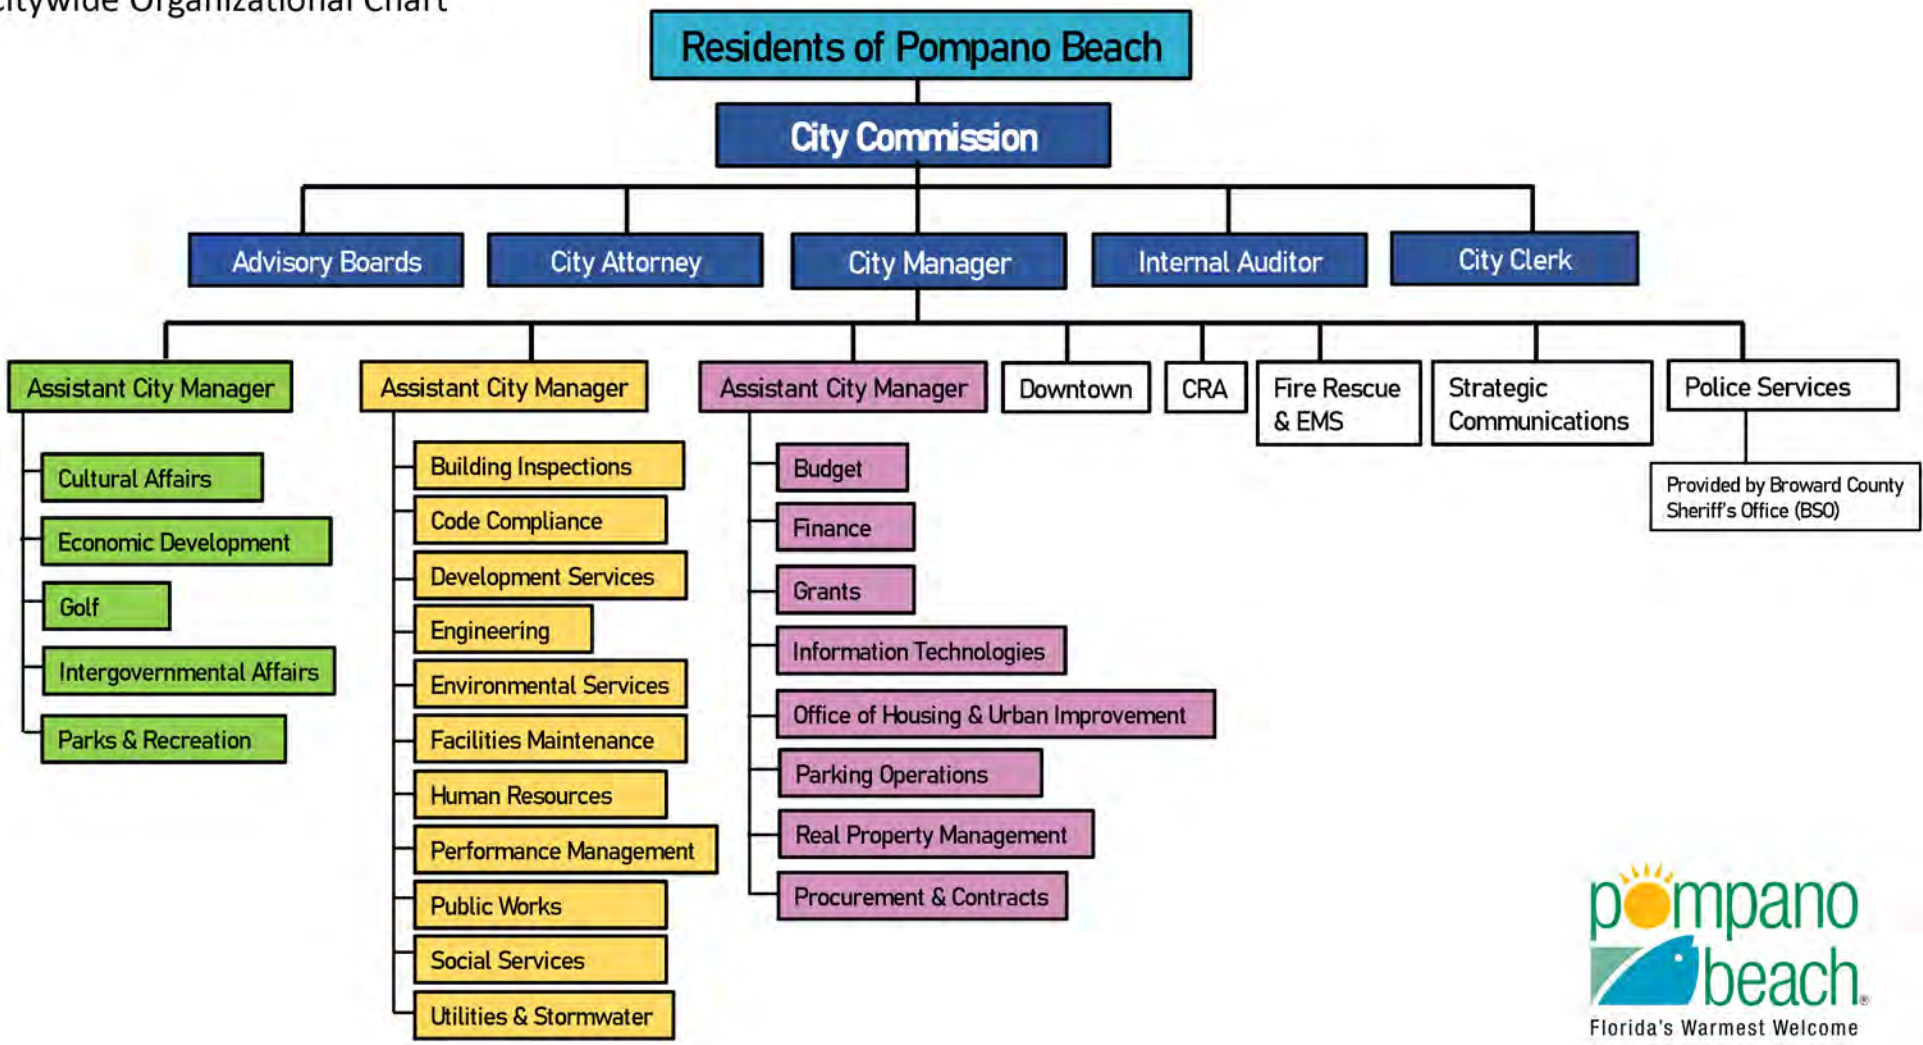 Citywide Organizational Chart
Residents of Pompano Beach
City Commission
Advisory Boards
City Attorney
City Manager
Internal Auditor
City Clerk
Assistant City Manager
Cultural Affairs
Economic Development
Golf
Intergovernmental Affairs
Parks & Recreation
Assistant City Manager
Building Inspections
Code Compliance
Development Services
Engineering
Environmental Services
Facilities Maintenance
Human Resources
Performance Management
Public Works
Social Services
Utilities & Stormwater
Assistant City Manager
Budget
Finance
Grants
Information Technologies
Office of Housing & Urban Improvement
Parking Operations
Real Property Management
Procurement & Contracts
Downtown
CRA
Fire Rescue
& EMS
Strategic
Communications
Police Services
Provided by Broward County
Sheriff's Office (BSO)
pompano
beach®
Florida's Warmest Welcome